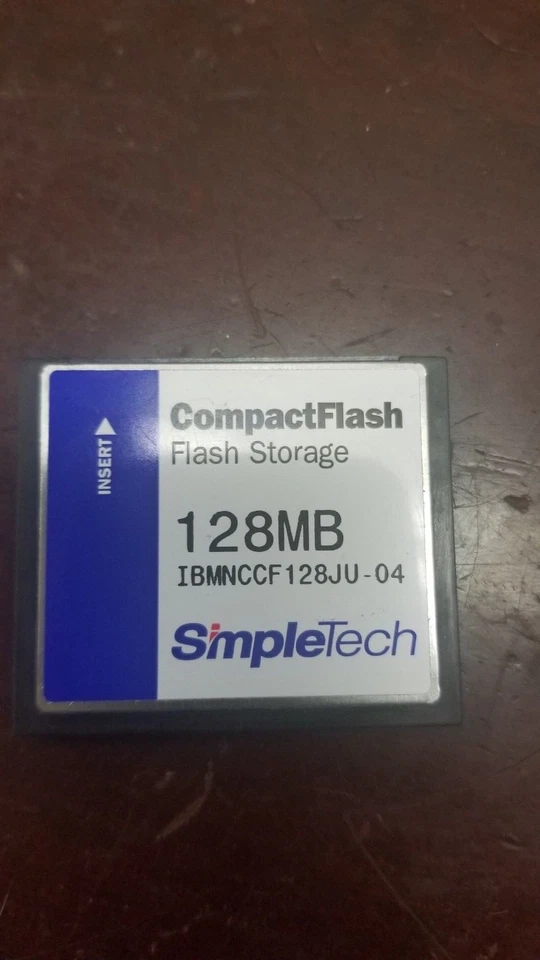 INSERT
CompactFlash
Flash Storage
128MB
IBMNCCF128JU-04
SimpleTech